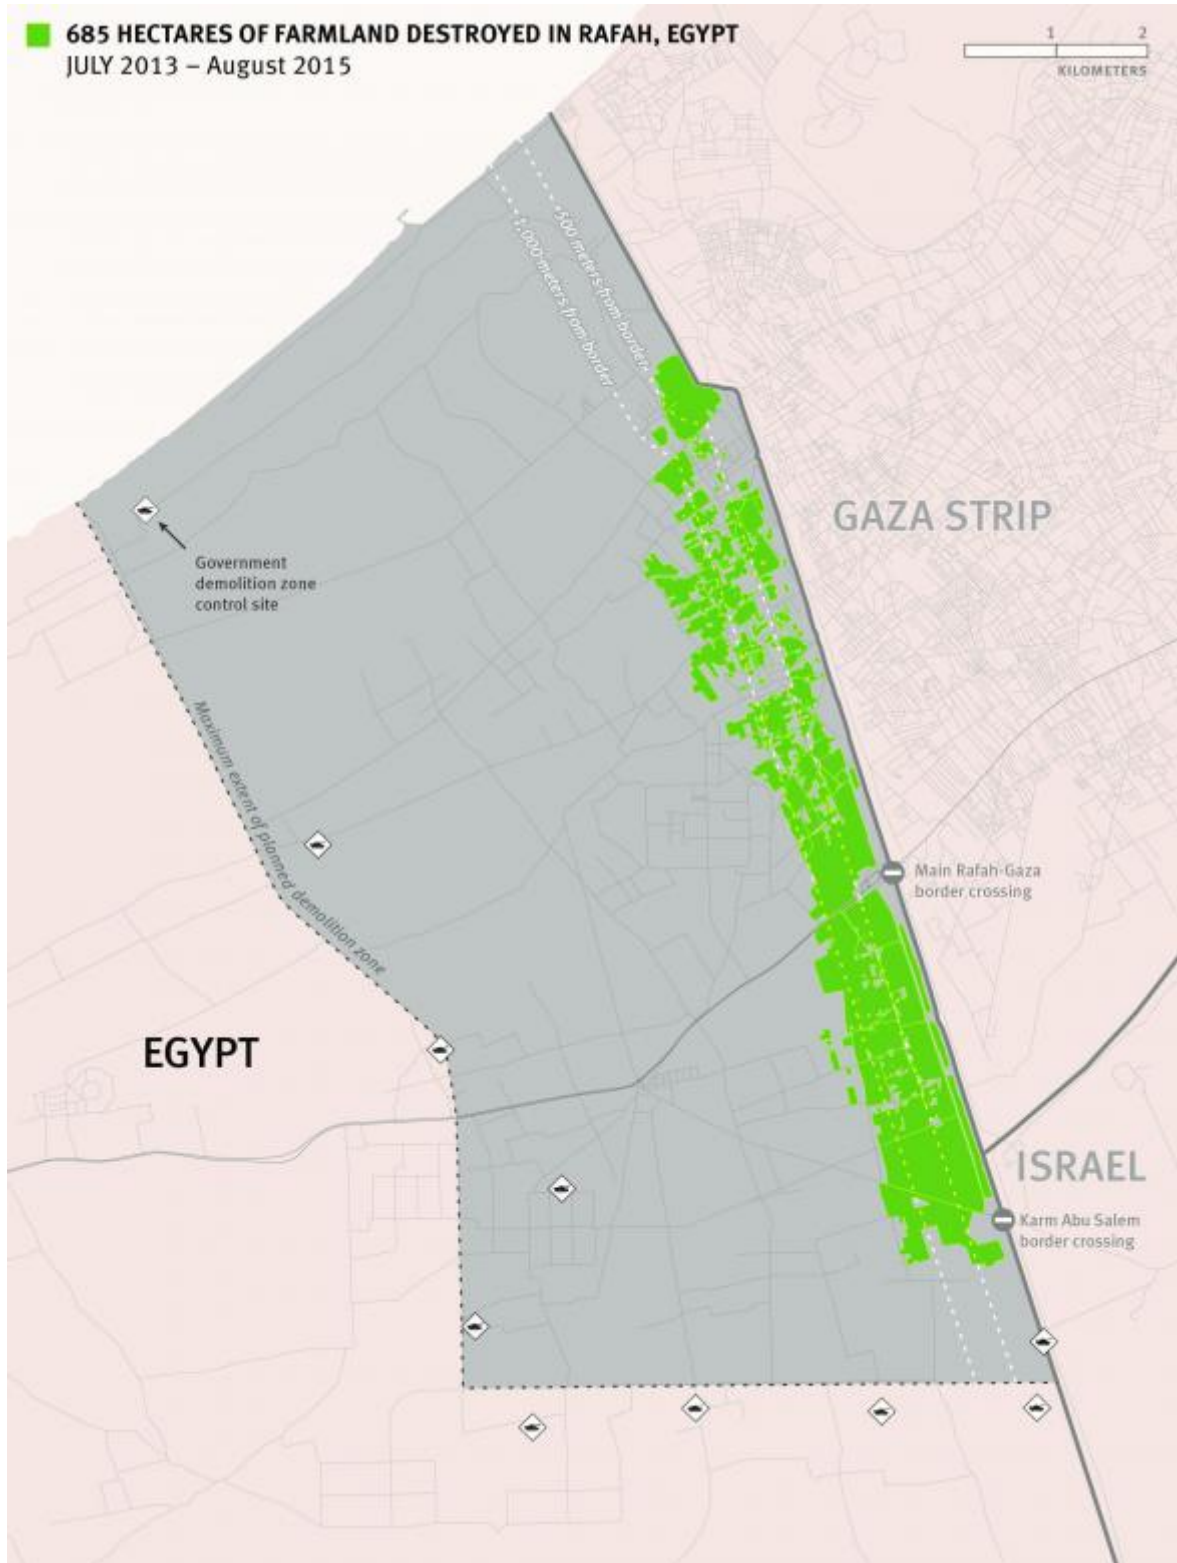 685 HECTARES OF FARMLAND DESTROYED IN RAFAH, EGYPT
JULY 2013 – August 2015
1 2
KILOMETERS
500 meters from border
1,000 meters from border
GAZA STRIP
Government
demolition zone
control site
Maximum extent of planned demolition zone
Main Rafah-Gaza
border crossing
EGYPT
ISRAEL
Karm Abu Salem
border crossing